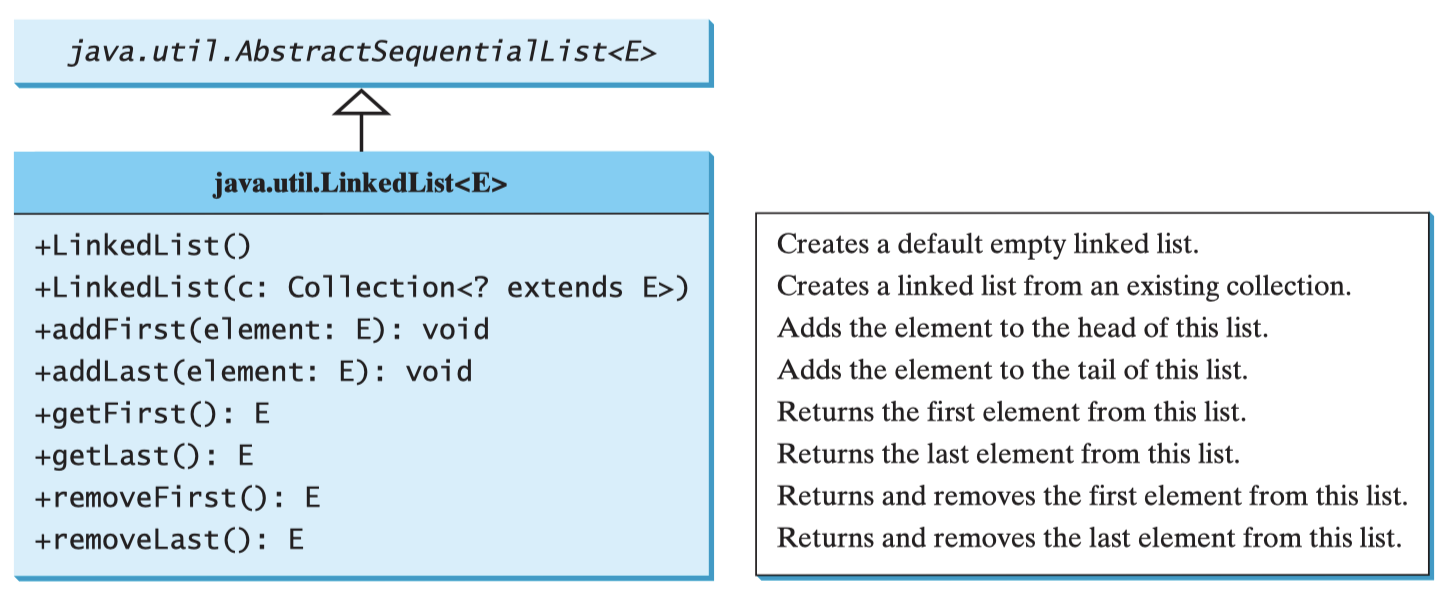 java.util.AbstractSequentialList<E>
java.util.LinkedList<E>
+LinkedList()
+LinkedList(c: Collection<? extends E>)
+addFirst(element: E): void
+addLast(element: E): void
+getFirst(): E
+getLast(): E
+removeFirst(): E
+removeLast(): E
Creates a default empty linked list.
Creates a linked list from an existing collection.
Adds the element to the head of this list.
Adds the element to the tail of this list.
Returns the first element from this list.
Returns the last element from this list.
Returns and removes the first element from this list.
Returns and removes the last element from this list.